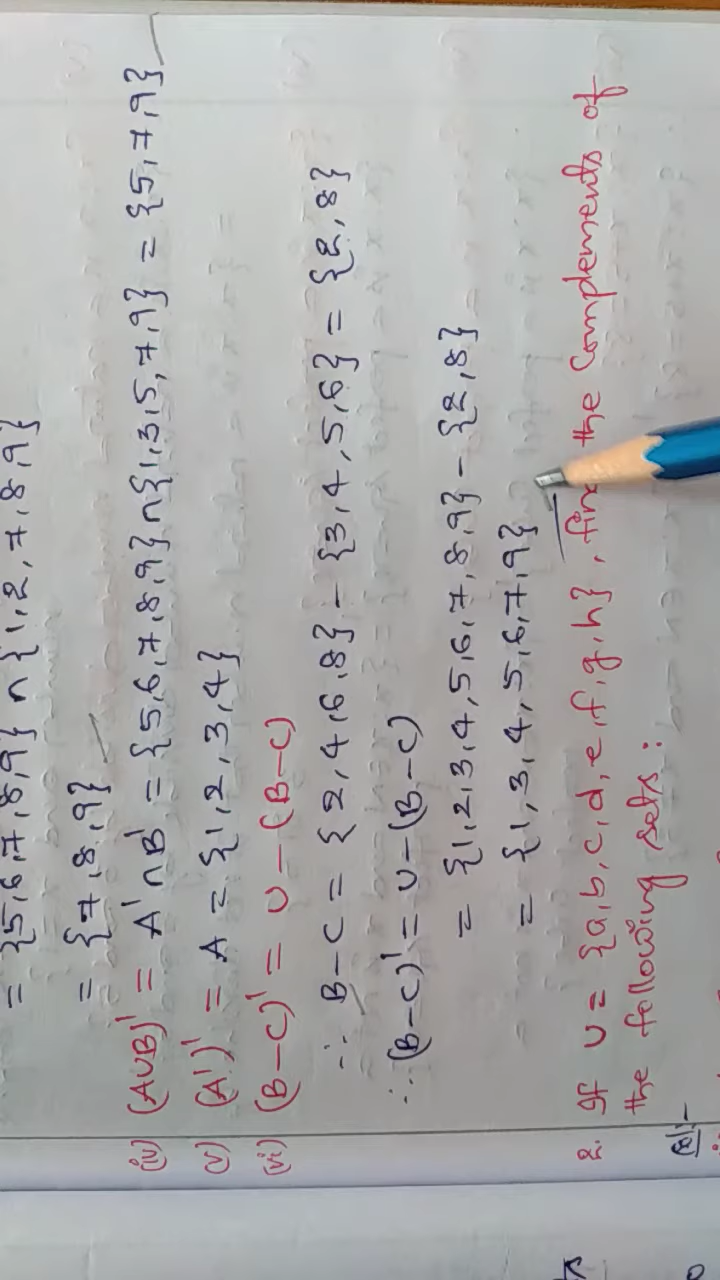 = {5,6,7,8,9} ∩ {1,2,7,8,9}
= {7,8,9}
(iv) (A∪B)' = A'∩B' = {5,6,7,8,9} ∩ {1,3,5,7,9} = {5,7,9}
(v) (A')' = A = {1,2,3,4}
(vi) (B-C)' = U-(B-C)
∴ B-C = {2,4,6,8} - {3,4,5,6} = {2,8}
∴ (B-C)' = U-(B-C)
= {1,2,3,4,5,6,7,8,9} - {2,8}
= {1,3,4,5,6,7,9}
2. If U = {a,b,c,d,e,f,g,h}, find the complements of
the following sets: